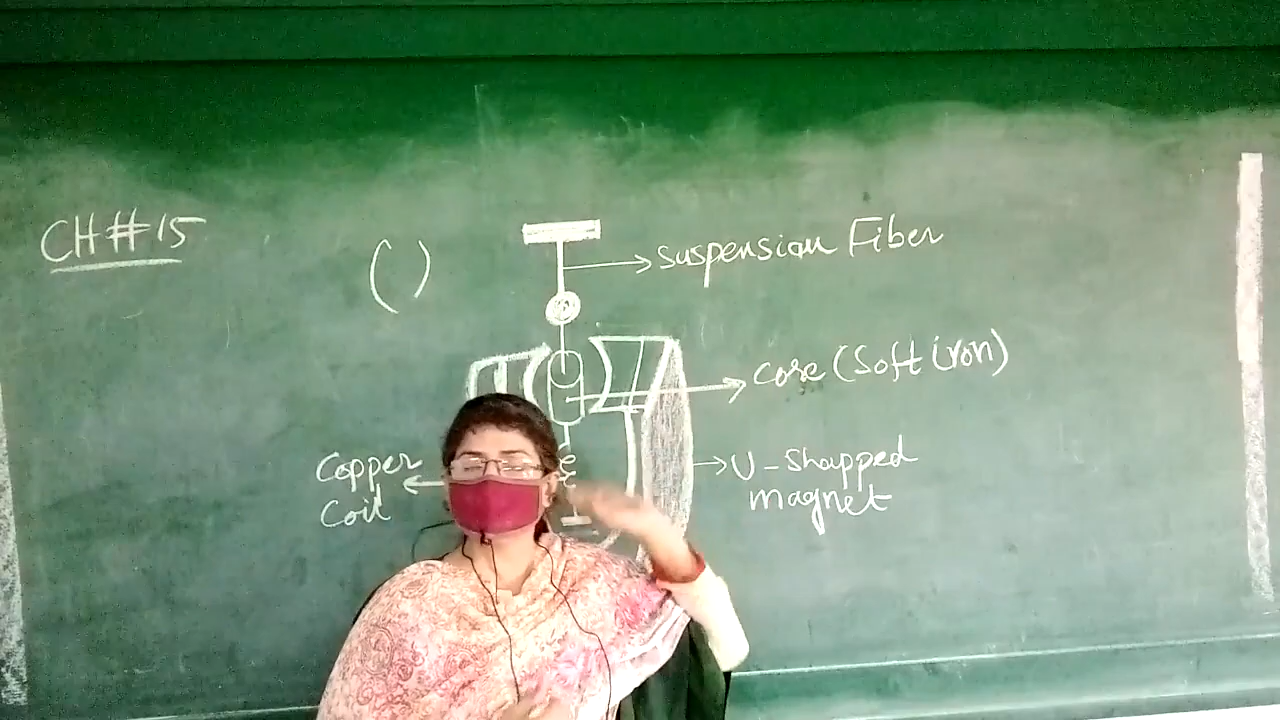 CH # 15
( )
suspension Fiber
core (Soft iron)
Copper
Coil
U-shapped
magnet